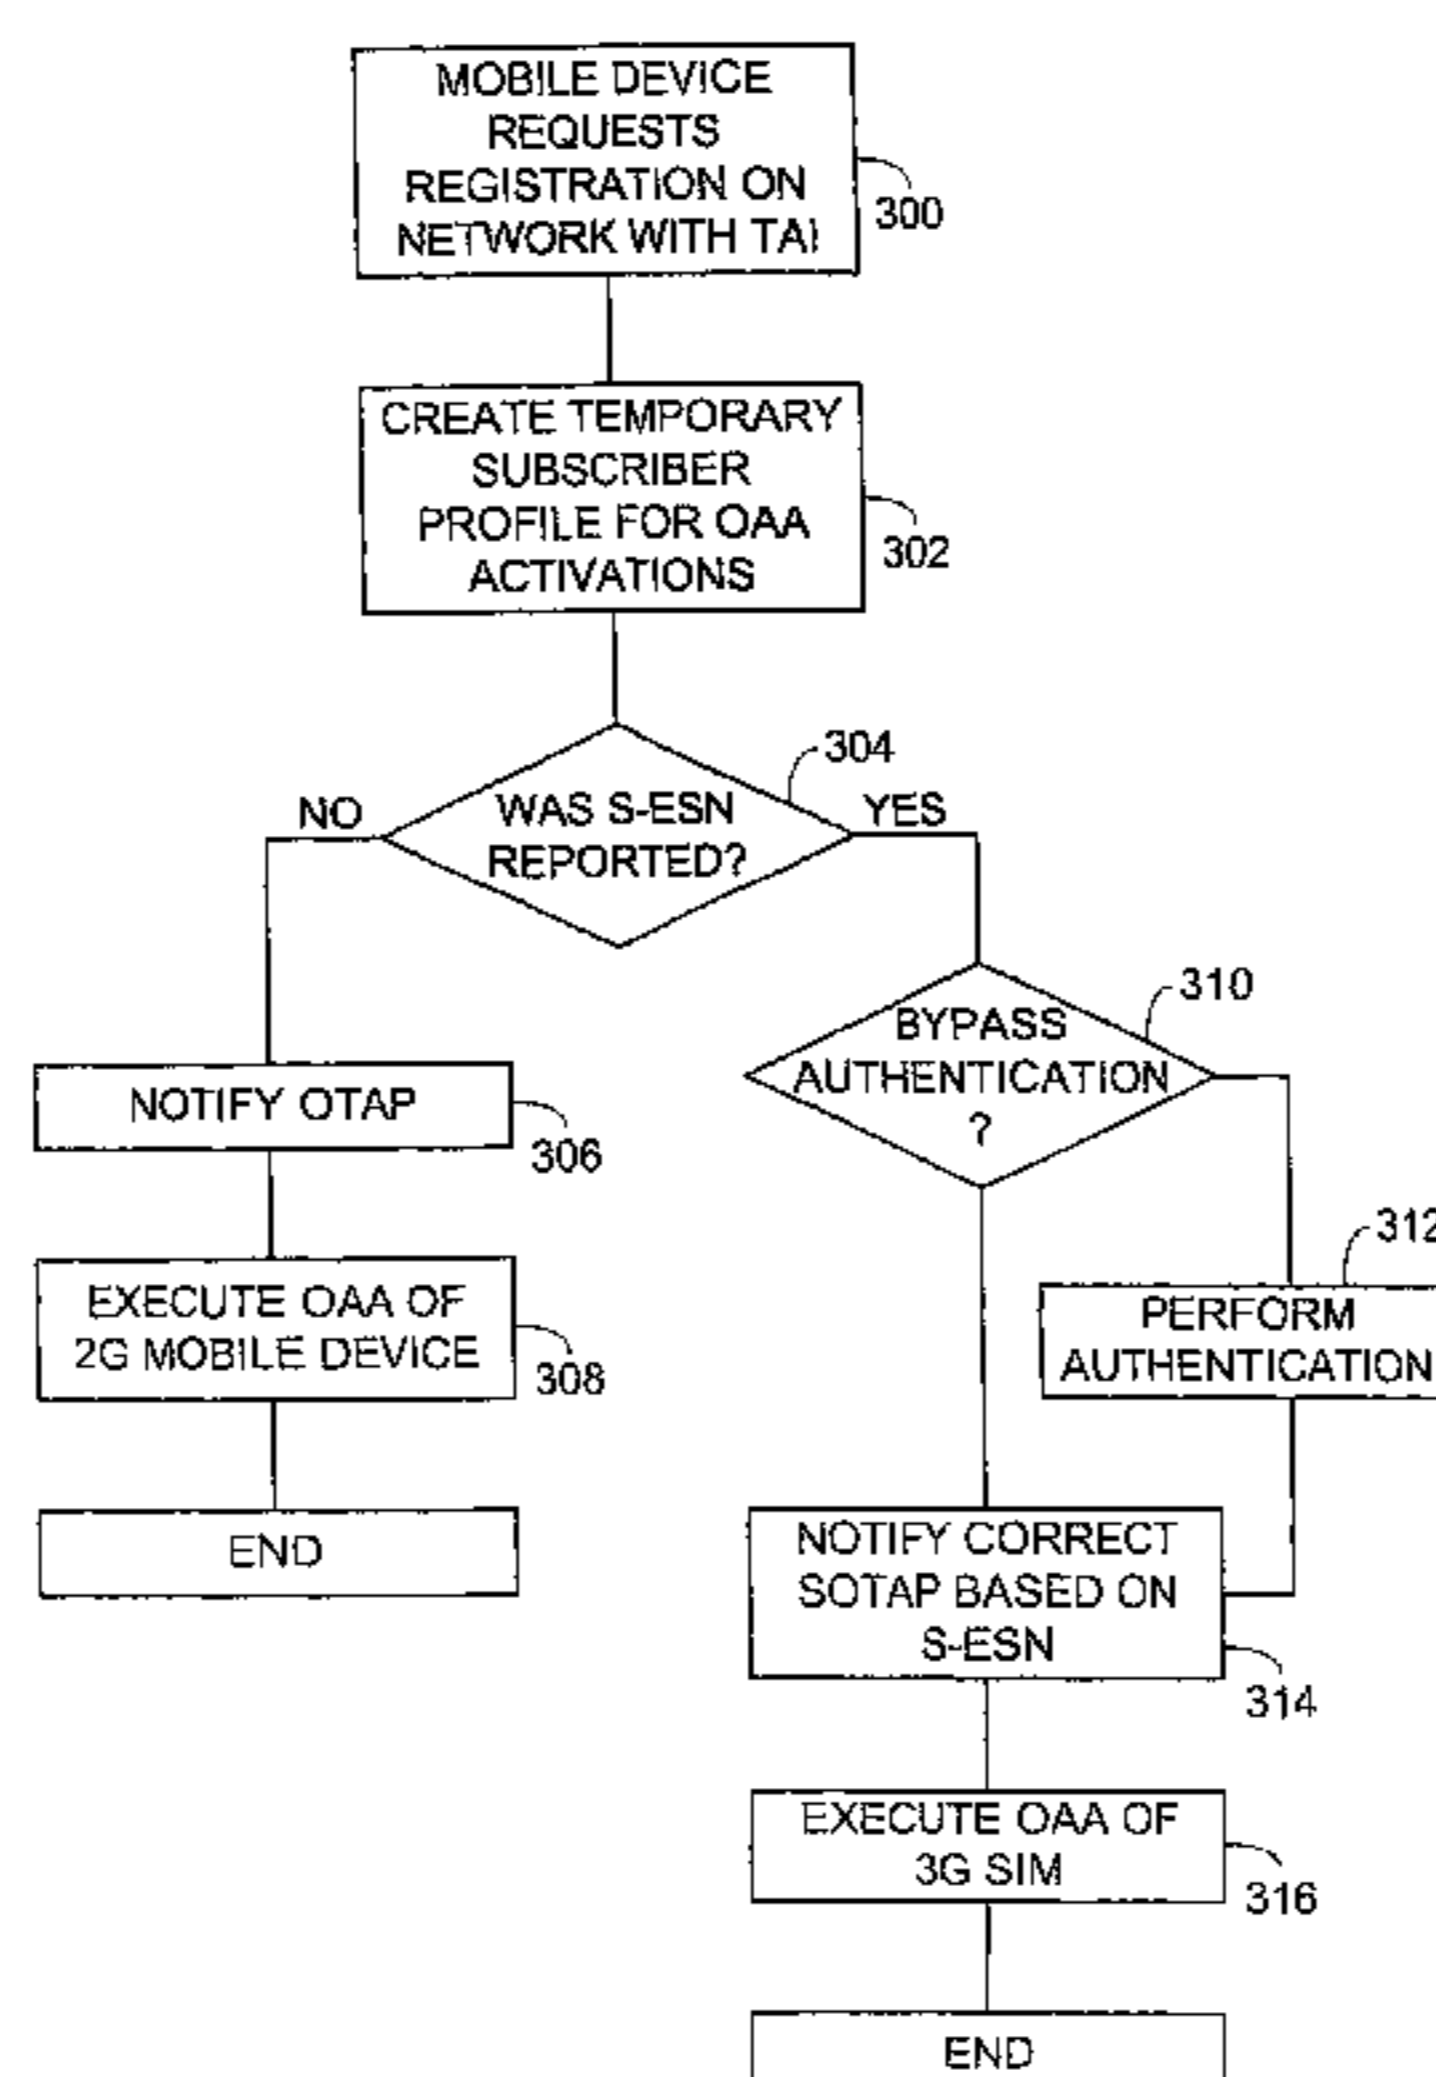 MOBILE DEVICE
REQUESTS
REGISTRATION ON
NETWORK WITH TAI
300
CREATE TEMPORARY
SUBSCRIBER
PROFILE FOR OAA
ACTIVATIONS
302
304
NO
WAS S-ESN
REPORTED?
YES
310
BYPASS
AUTHENTICATION
?
NOTIFY OTAP
306
312
EXECUTE OAA OF
2G MOBILE DEVICE
308
PERFORM
AUTHENTICATION
END
NOTIFY CORRECT
SOTAP BASED ON
S-ESN
314
EXECUTE OAA OF
3G SIM
316
END